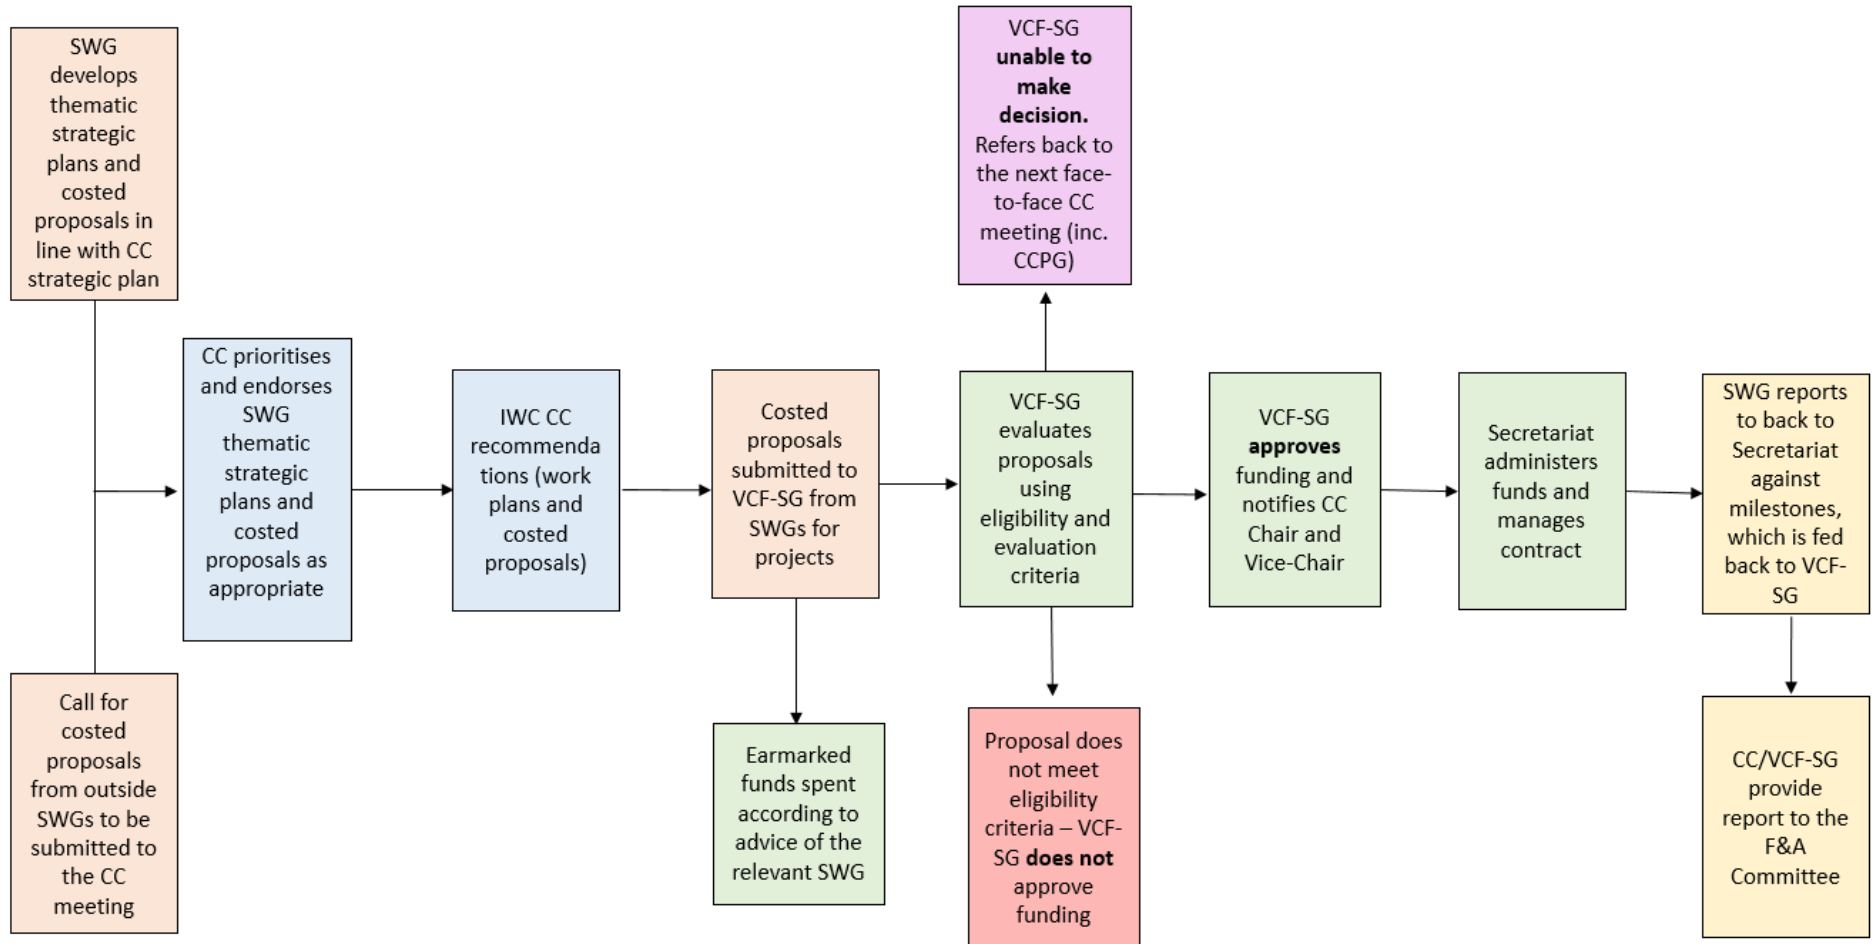 SWG
develops
thematic
strategic
plans and
costed
proposals in
line with CC
strategic plan
Call for
costed
proposals
from outside
SWGs to be
submitted to
the CC
meeting
CC prioritises
and endorses
SWG
thematic
strategic
plans and
costed
proposals as
appropriate
IWC CC
recommenda
tions (work
plans and
costed
proposals)
Costed
proposals
submitted to
VCF-SG from
SWGs for
projects
Earmarked
funds spent
according to
advice of the
relevant SWG
VCF-SG
evaluates
proposals
using
eligibility and
evaluation
criteria
VCF-SG
unable to
make
decision.
Refers back to
the next face-
to-face CC
meeting (inc.
CCPG)
Proposal does
not meet
eligibility
criteria – VCF-
SG does not
approve
funding
VCF-SG
approves
funding and
notifies CC
Chair and
Vice-Chair
Secretariat
administers
funds and
manages
contract
SWG reports
to back to
Secretariat
against
milestones,
which is fed
back to VCF-
SG
CC/VCF-SG
provide
report to the
F&A
Committee